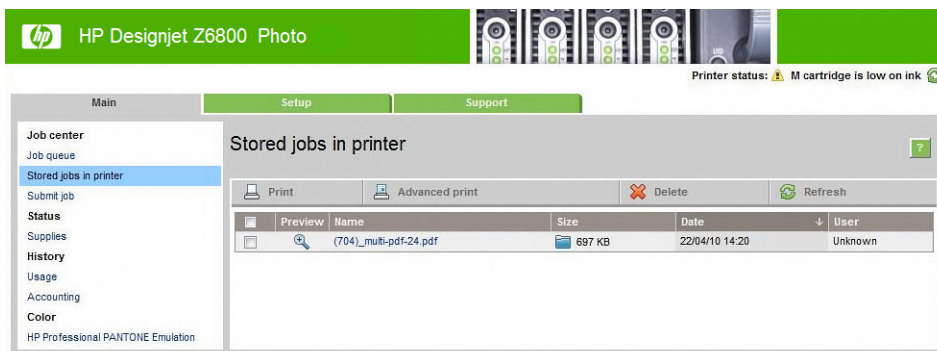 hp HP Designjet Z6800 Photo
UID
Printer status: M cartridge is low on ink
Main Setup Support
Job center
Job queue
Stored jobs in printer
Submit job
Status
Supplies
History
Usage
Accounting
Color
HP Professional PANTONE Emulation
Stored jobs in printer
?
Print Advanced print Delete Refresh
Preview Name Size Date User
(704)_multi-pdf-24.pdf 697 KB 22/04/10 14:20 Unknown